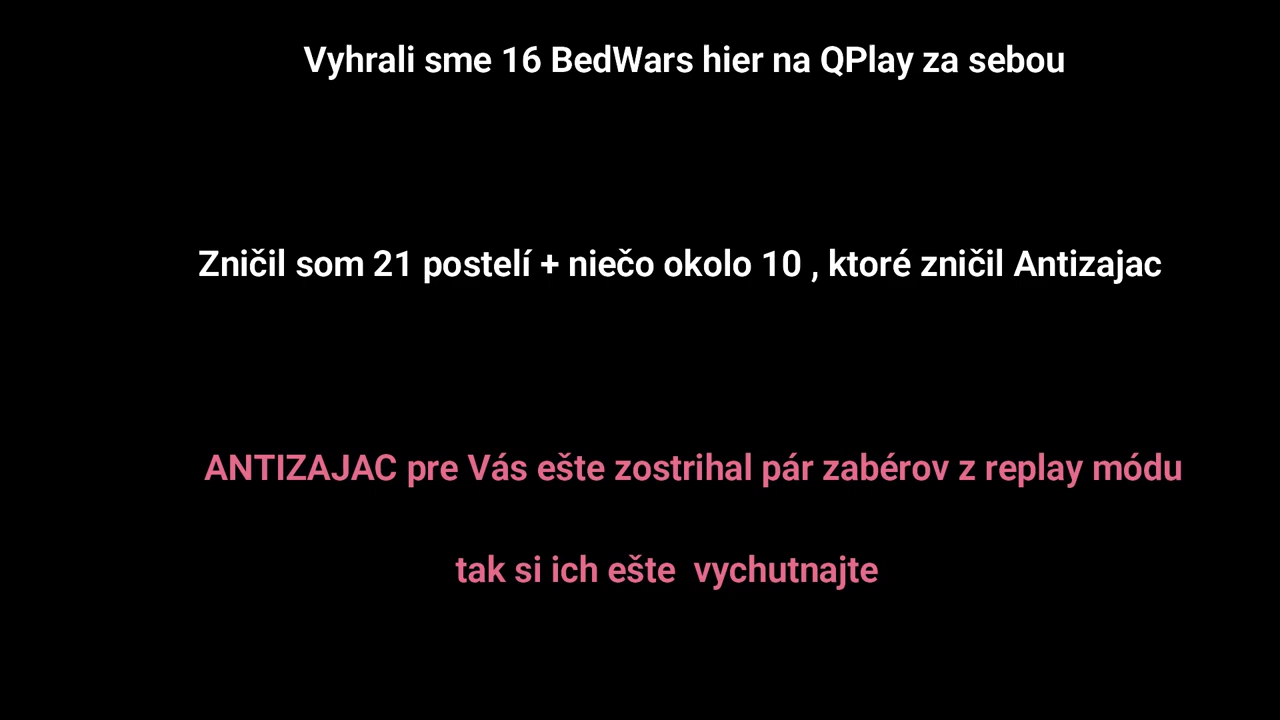 Vyhrali sme 16 BedWars hier na QPlay za sebou
Zničil som 21 postelí + niečo okolo 10 , ktoré zničil Antizajac
ANTIZAJAC pre Vás ešte zostrihal pár zabérov z replay módu
tak si ich ešte  vychutnajte